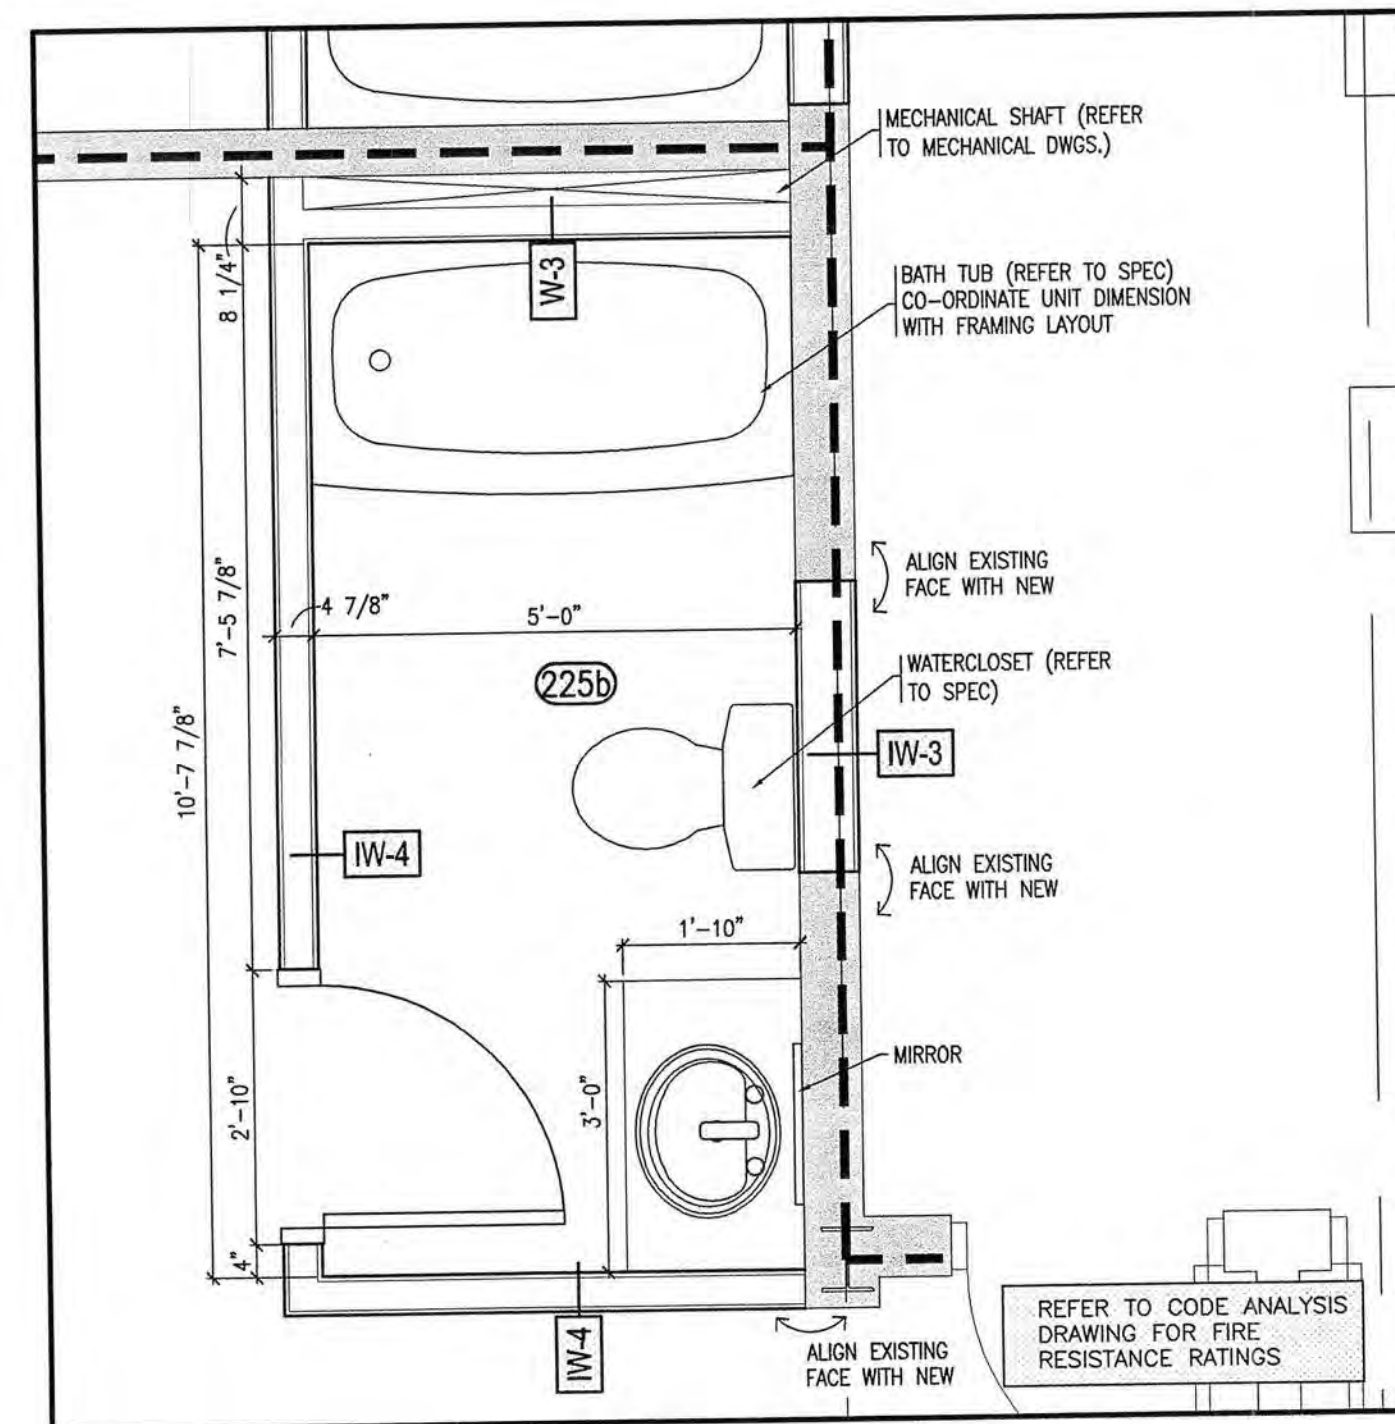 MECHANICAL SHAFT (REFER
TO MECHANICAL DWGS.)
W-3
8 1/4"
BATH TUB (REFER TO SPEC)
CO-ORDINATE UNIT DIMENSION
WITH FRAMING LAYOUT
ALIGN EXISTING
FACE WITH NEW
7'-5 7/8"
4 7/8"
5'-0"
225b
WATERCLOSET (REFER
TO SPEC)
10'-7 7/8"
IW-3
IW-4
ALIGN EXISTING
FACE WITH NEW
1'-10"
MIRROR
2'-10"
3'-0"
4"
IW-4
ALIGN EXISTING
FACE WITH NEW
REFER TO CODE ANALYSIS
DRAWING FOR FIRE
RESISTANCE RATINGS